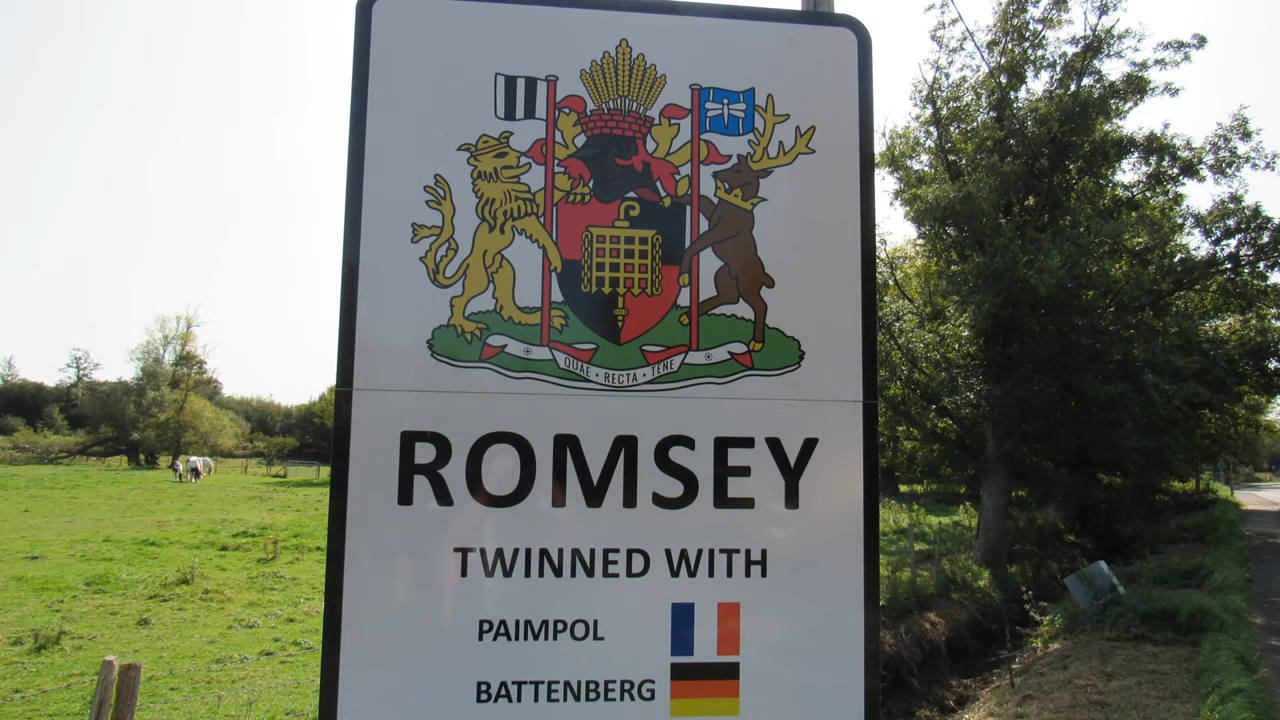 QUAE • RECTA • TENE
ROMSEY
TWINNED WITH
PAIMPOL
BATTENBERG